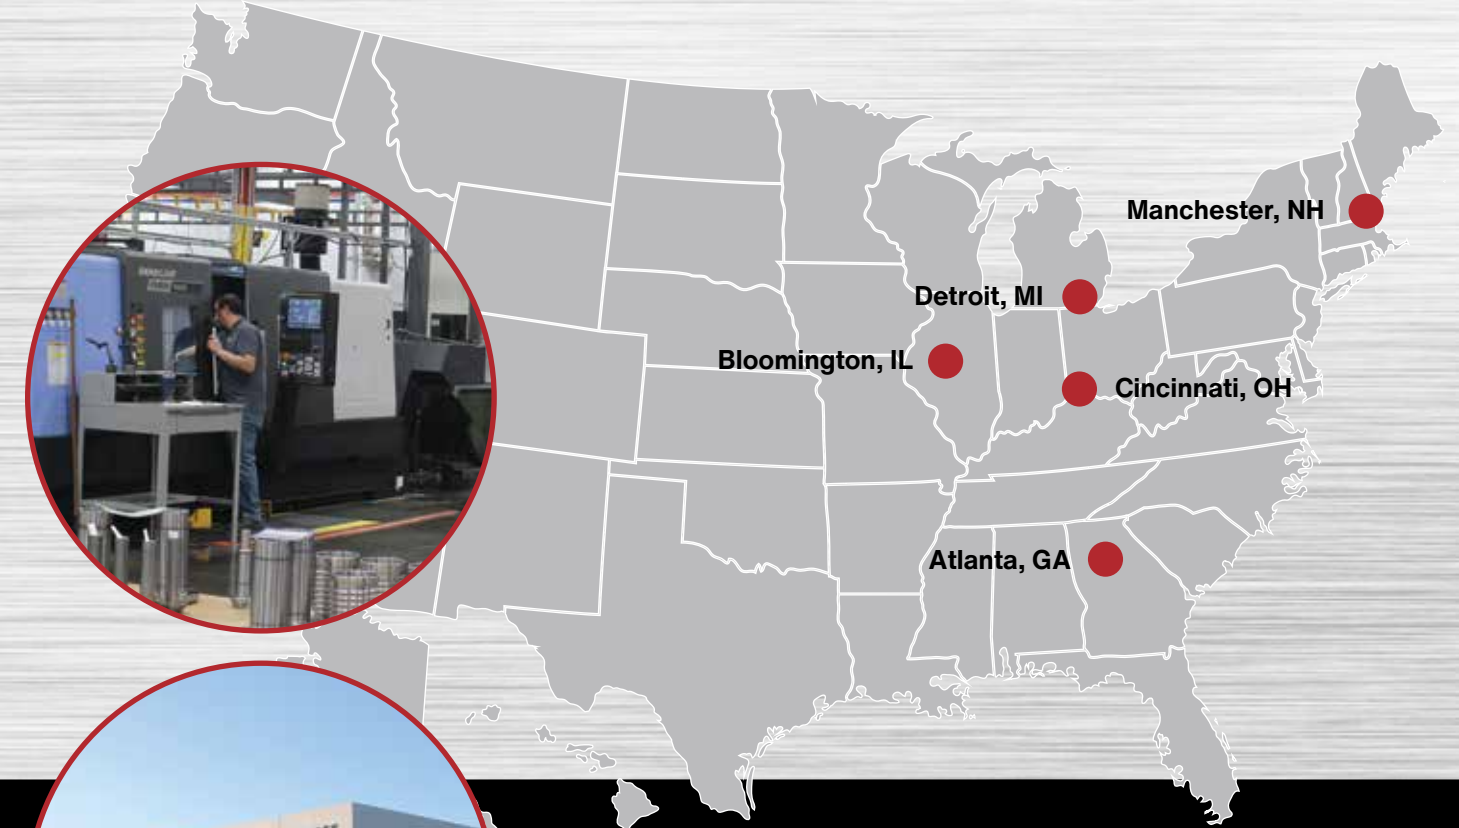 Manchester, NH
Detroit, MI
Bloomington, IL
Cincinnati, OH
Atlanta, GA